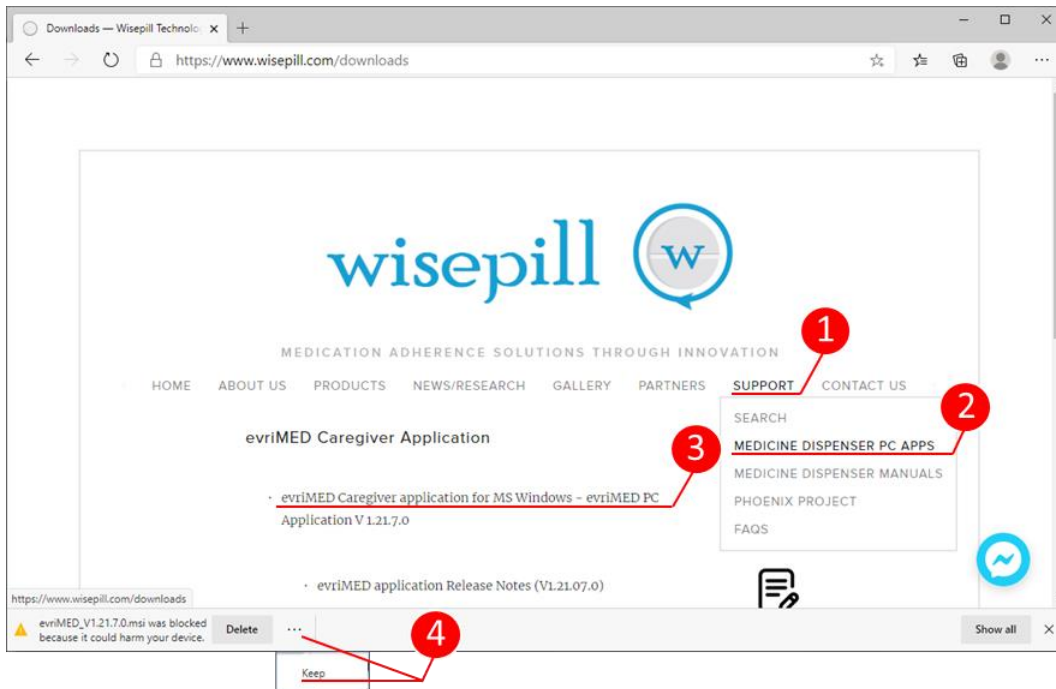 Downloads — Wisepill Technolo
https://www.wisepill.com/downloads
wisepill
w
MEDICATION ADHERENCE SOLUTIONS THROUGH INNOVATION
1
HOME ABOUT US PRODUCTS NEWS/RESEARCH GALLERY PARTNERS SUPPORT CONTACT US
SEARCH
2
MEDICINE DISPENSER PC APPS
MEDICINE DISPENSER MANUALS
PHOENIX PROJECT
FAQS
evriMED Caregiver Application
3
· evriMED Caregiver application for MS Windows - evriMED PC
Application V 1.21.7.0
· evriMED application Release Notes (V1.21.07.0)
https://www.wisepill.com/downloads
evriMED_V1.21.7.0.msi was blocked
because it could harm your device.
Delete
...
4
Show all
Keep